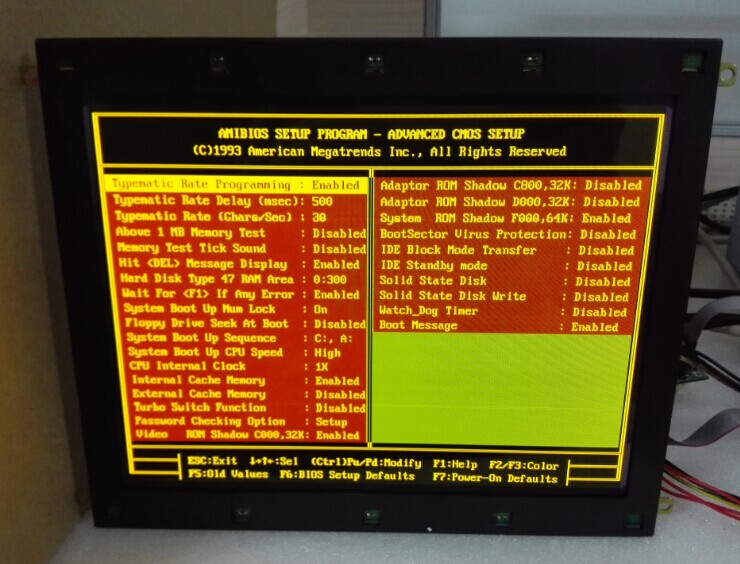 AMIBIOS SETUP PROGRAM - ADVANCED CMOS SETUP
(C)1993 American Megatrends Inc., All Rights Reserved
Typematic Rate Programming : Enabled
Typematic Rate Delay (msec): 500
Typematic Rate (Chars/Sec) : 30
Above 1 MB Memory Test : Disabled
Memory Test Tick Sound : Disabled
Hit <DEL> Message Display : Enabled
Hard Disk Type 47 RAM Area : 0:300
Wait For <F1> If Any Error : Enabled
System Boot Up Num Lock : On
Floppy Drive Seek At Boot : Disabled
System Boot Up Sequence : C:, A:
System Boot Up CPU Speed : High
CPU Internal Clock : 1X
Internal Cache Memory : Enabled
External Cache Memory : Disabled
Turbo Switch Function : Disabled
Password Checking Option : Setup
Video ROM Shadow C000,32K: Enabled
Adaptor ROM Shadow C800,32K: Disabled
Adaptor ROM Shadow D000,32K: Disabled
System ROM Shadow F000,64K: Enabled
BootSector Virus Protection: Disabled
IDE Block Mode Transfer : Disabled
IDE Standby mode : Disabled
Solid State Disk : Disabled
Solid State Disk Write : Disabled
Watch_Dog Timer : Disabled
Boot Message : Enabled
ESC:Exit ↓→↑←:Sel (Ctrl)Pu/Pd:Modify F1:Help F2/F3:Color
F5:Old Values F6:BIOS Setup Defaults F7:Power-On Defaults